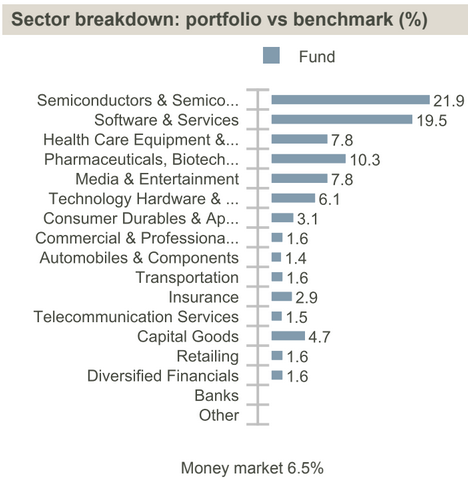 Sector breakdown: portfolio vs benchmark (%)
Fund
Semiconductors & Semico... 21.9
Software & Services 19.5
Health Care Equipment &... 7.8
Pharmaceuticals, Biotech... 10.3
Media & Entertainment 7.8
Technology Hardware & ... 6.1
Consumer Durables & Ap... 3.1
Commercial & Professiona... 1.6
Automobiles & Components 1.4
Transportation 1.6
Insurance 2.9
Telecommunication Services 1.5
Capital Goods 4.7
Retailing 1.6
Diversified Financials 1.6
Banks
Other
Money market 6.5%